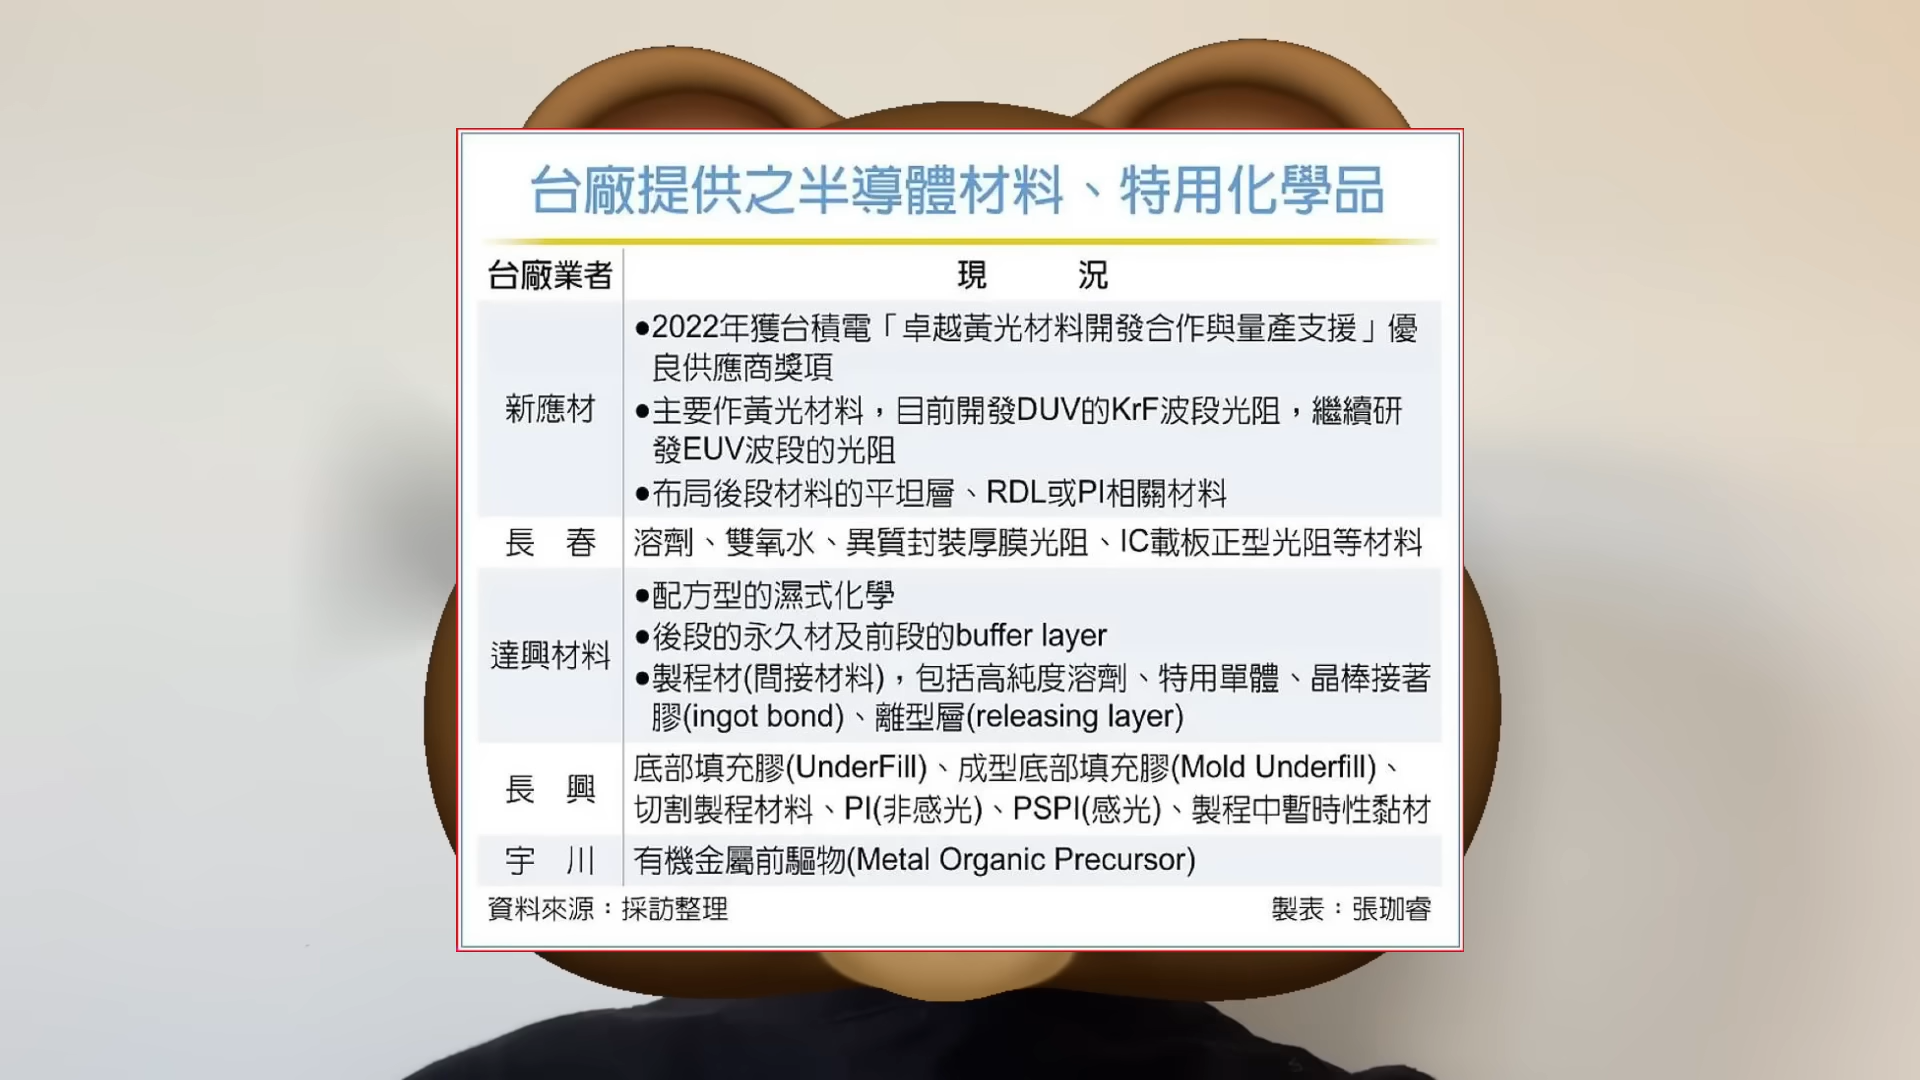 台廠提供之半導體材料、特用化學品
台廠業者 現 況
新應材
●2022年獲台積電「卓越黃光材料開發合作與量產支援」優
良供應商獎項
●主要作黃光材料，目前開發DUV的KrF波段光阻，繼續研
發EUV波段的光阻
●布局後段材料的平坦層、RDL或PI相關材料
長 春 溶劑、雙氧水、異質封裝厚膜光阻、IC載板正型光阻等材料
達興材料
●配方型的濕式化學
●後段的永久材及前段的buffer layer
●製程材(間接材料)，包括高純度溶劑、特用單體、晶棒接著
膠(ingot bond)、離型層(releasing layer)
長 興
底部填充膠(UnderFill)、成型底部填充膠(Mold Underfill)、
切割製程材料、PI(非感光)、PSPI(感光)、製程中暫時性黏材
宇 川 有機金屬前驅物(Metal Organic Precursor)
資料來源：採訪整理 製表：張珈睿